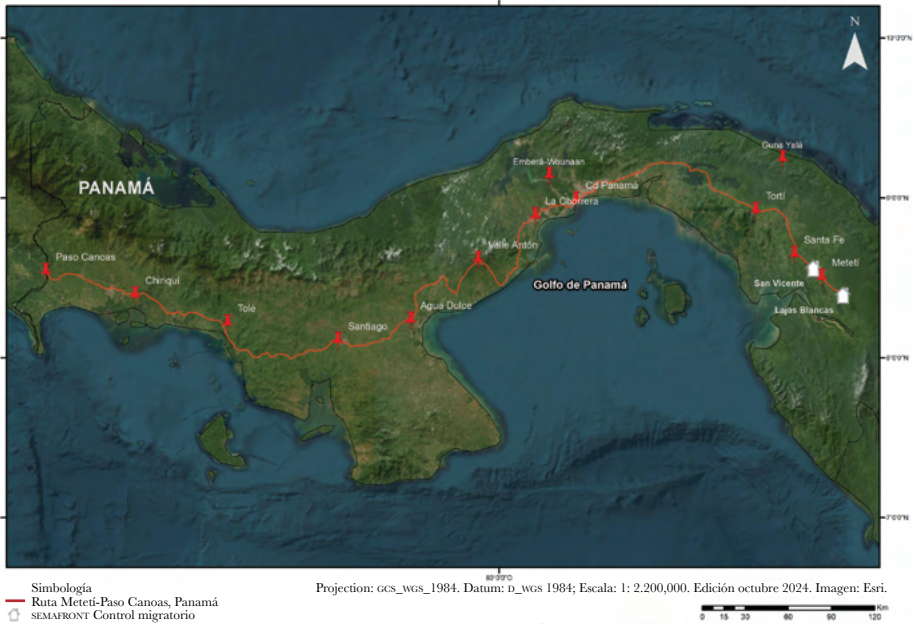 N
10°0'0"N
Guna Yalá
Emberá-Wounaan
PANAMÁ
Cd Panamá
9°0'0"N
Tortí
La Chorrera
Santa Fe
Valle Antón
Paso Canoas
Metetí
Chiriquí
San Vicente
Golfo de Panamá
Tolé
Agua Dulce
Lajas Blancas
Santiago
8°0'0"N
7°0'0"N
80°0'0"O
Simbología
Projection: GCS_WGS_1984. Datum: D_WGS 1984; Escala: 1: 2.200,000. Edición octubre 2024. Imagen: Esri.
Ruta Metetí-Paso Canoas, Panamá
SEMAFRONT Control migratorio
Km
0 15 30 60 90 120